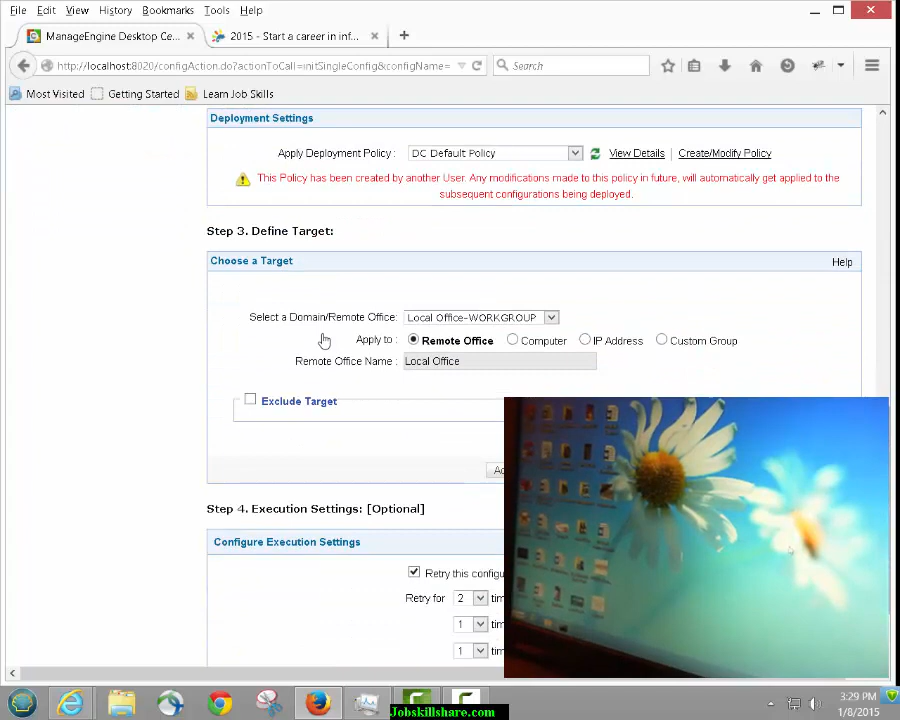 File Edit View History Bookmarks Tools Help
ManageEngine Desktop Ce...
2015 - Start a career in inf...
http://localhost:8020/configAction.do?actionToCall=initSingleConfig&configName=
Search
Most Visited Getting Started Learn Job Skills
Deployment Settings
Apply Deployment Policy : DC Default Policy View Details | Create/Modify Policy
This Policy has been created by another User. Any modifications made to this policy in future, will automatically get applied to the
subsequent configurations being deployed.
Step 3. Define Target:
Choose a Target Help
Select a Domain/Remote Office: Local Office-WORKGROUP
Apply to : Remote Office Computer IP Address Custom Group
Remote Office Name : Local Office
Exclude Target
Step 4. Execution Settings: [Optional]
Configure Execution Settings
Retry this configu
Retry for 2 tim
1 tim
1 tim
3:29 PM
1/8/2015
Jobskillshare.com